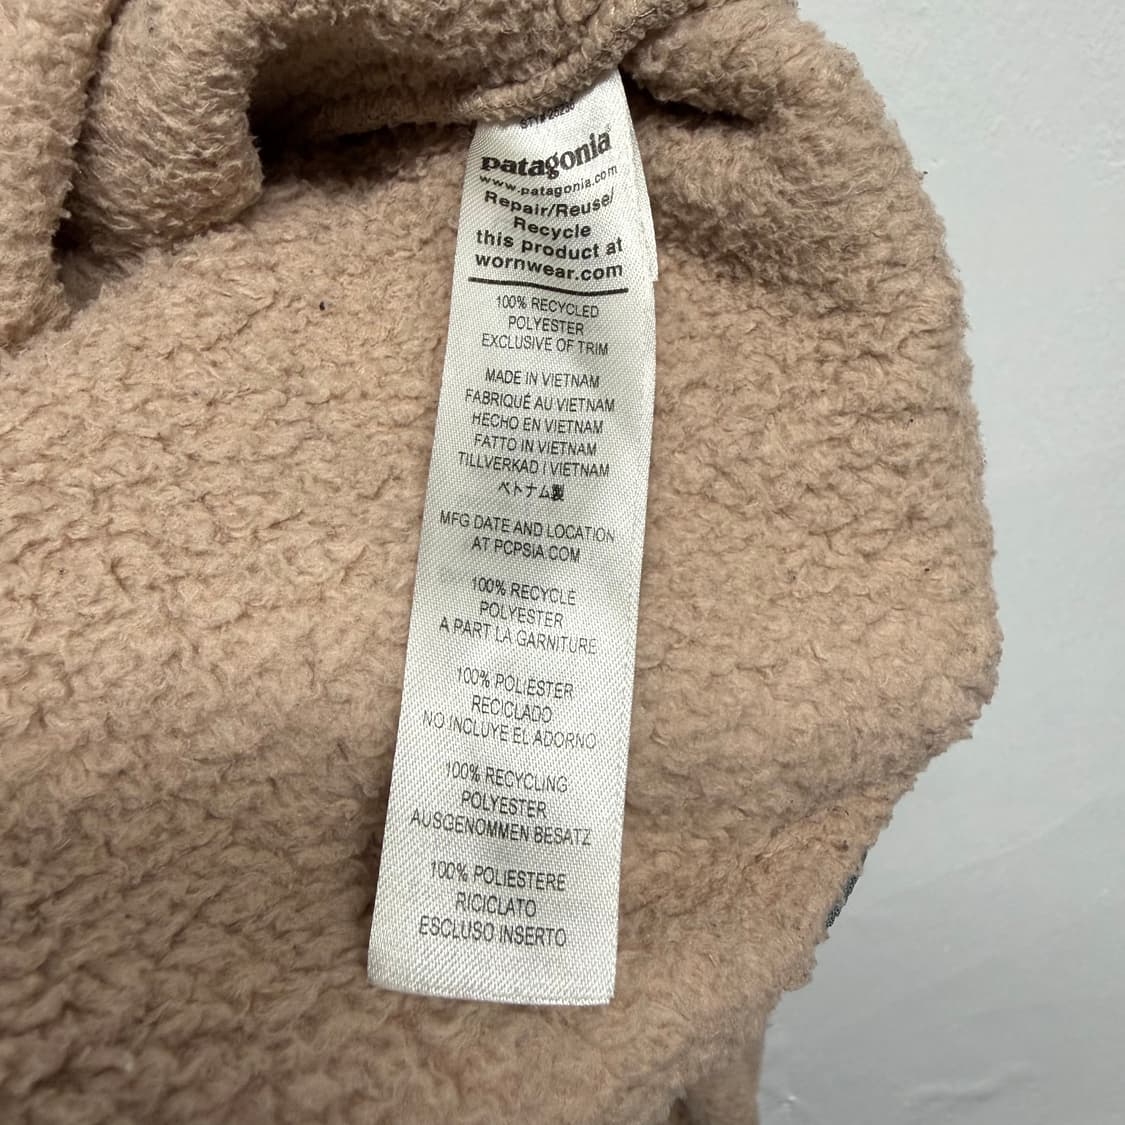 patagonia
www.patagonia.com
Repair/Reuse/
Recycle
this product at
wornwear.com
100% RECYCLED
POLYESTER
EXCLUSIVE OF TRIM
MADE IN VIETNAM
FABRIQUÉ AU VIETNAM
HECHO EN VIETNAM
FATTO IN VIETNAM
TILLVERKAD I VIETNAM
ベトナム製
MFG DATE AND LOCATION
AT PCPSIA.COM
100% RECYCLÉ
POLYESTER
A PART LA GARNITURE
100% POLIÉSTER
RECICLADO
NO INCLUYE EL ADORNO
100% RECYCLING
POLYESTER
AUSGENOMMEN BESATZ
100% POLIESTERE
RICICLATO
ESCLUSO INSERTO